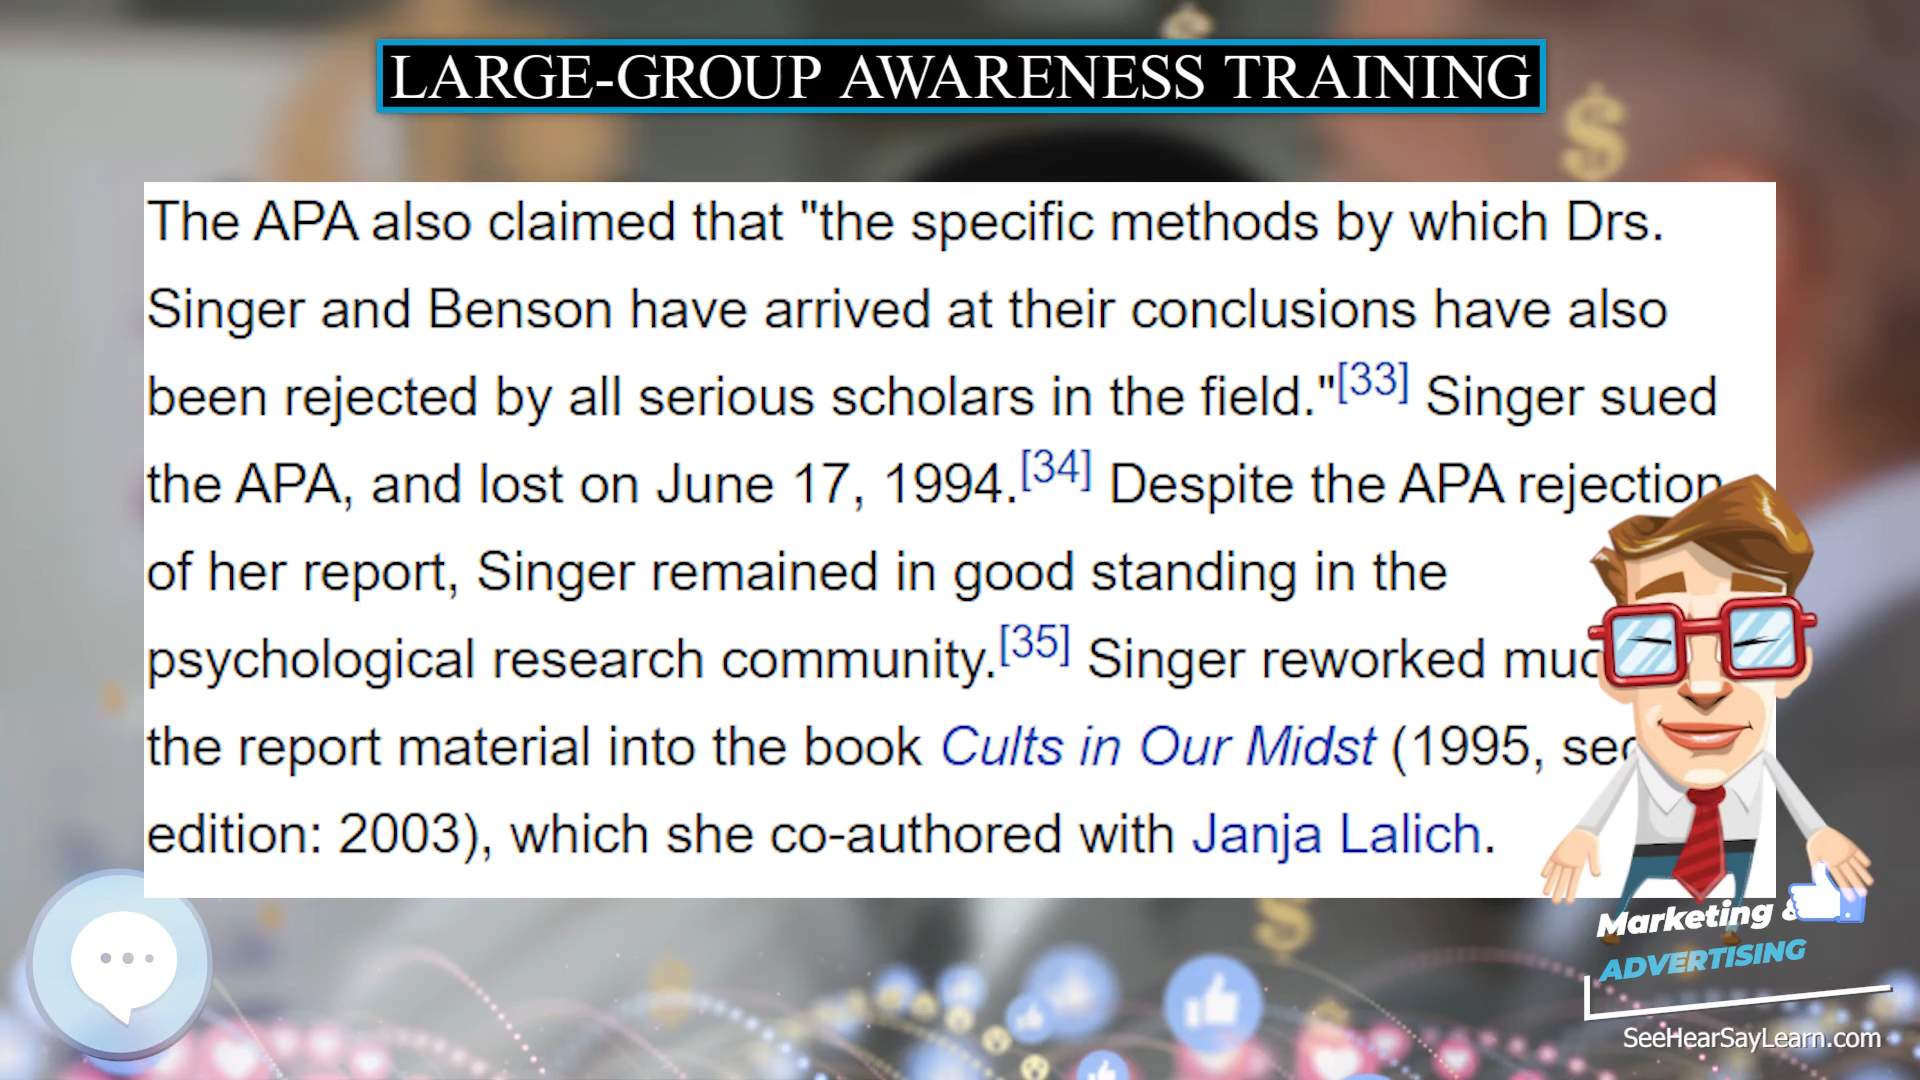 LARGE-GROUP AWARENESS TRAINING
The APA also claimed that "the specific methods by which Drs.
Singer and Benson have arrived at their conclusions have also
been rejected by all serious scholars in the field."[33] Singer sued
the APA, and lost on June 17, 1994.[34] Despite the APA rejection
of her report, Singer remained in good standing in the
psychological research community.[35] Singer reworked
the report material into the book Cults in Our Midst (1995,
edition: 2003), which she co-authored with Janja Lalich.
Marketing &
ADVERTISING
SeeHearSayLearn.com